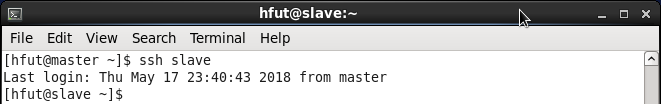 hfut@slave:~
File Edit View Search Terminal Help
[hfut@master ~]$ ssh slave
Last login: Thu May 17 23:40:43 2018 from master
[hfut@slave ~]$